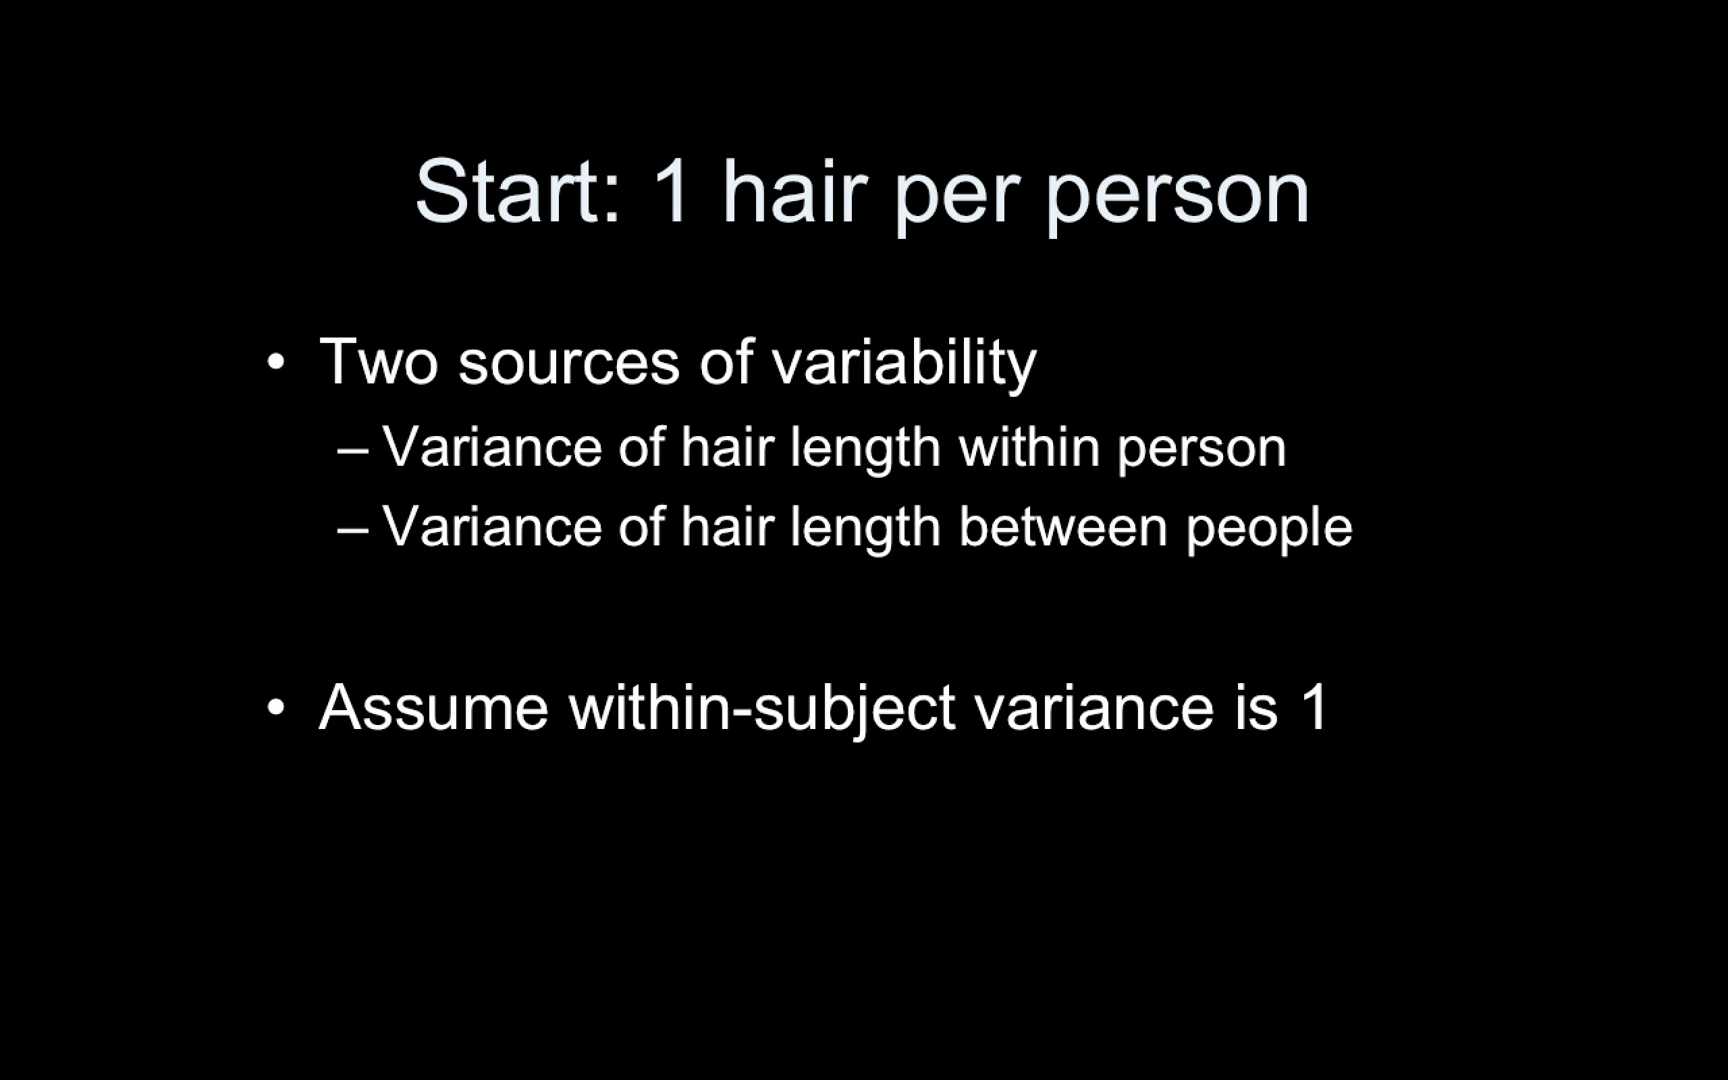 Start: 1 hair per person
• Two sources of variability
– Variance of hair length within person
– Variance of hair length between people
• Assume within-subject variance is 1